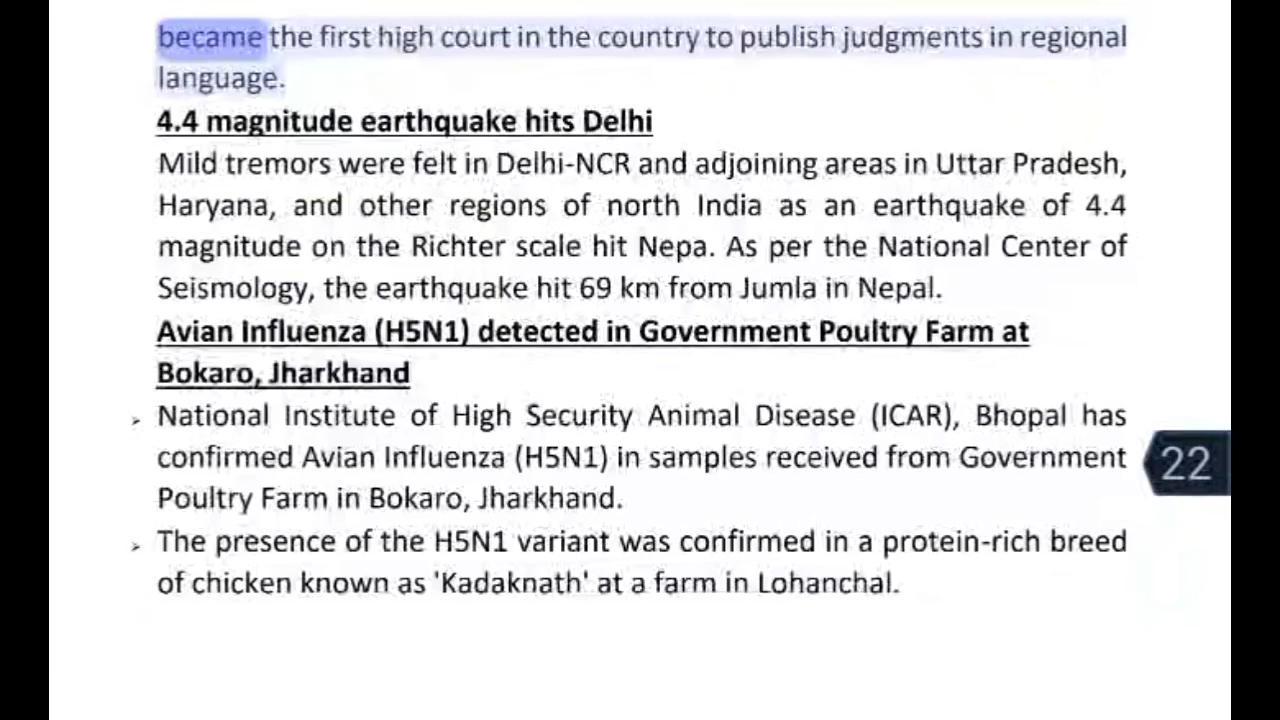 became the first high court in the country to publish judgments in regional
language.
4.4 magnitude earthquake hits Delhi
Mild tremors were felt in Delhi-NCR and adjoining areas in Uttar Pradesh,
Haryana, and other regions of north India as an earthquake of 4.4
magnitude on the Richter scale hit Nepa. As per the National Center of
Seismology, the earthquake hit 69 km from Jumla in Nepal.
Avian Influenza (H5N1) detected in Government Poultry Farm at
Bokaro, Jharkhand
➢ National Institute of High Security Animal Disease (ICAR), Bhopal has
confirmed Avian Influenza (H5N1) in samples received from Government
Poultry Farm in Bokaro, Jharkhand.
➢ The presence of the H5N1 variant was confirmed in a protein-rich breed
of chicken known as 'Kadaknath' at a farm in Lohanchal.
22